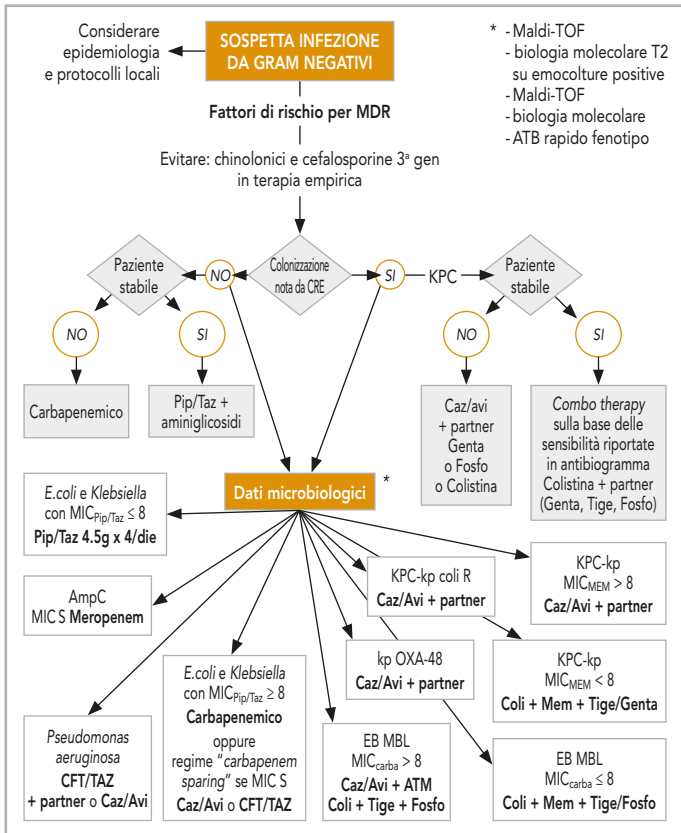 Considerare
epidemiologia
e protocolli locali
SOSPETTA INFEZIONE
DA GRAM NEGATIVI
* - Maldi-TOF
- biologia molecolare T2
su emocolture positive
- Maldi-TOF
- biologia molecolare
- ATB rapido fenotipo
Fattori di rischio per MDR
Evitare: chinolonici e cefalosporine 3ª gen
in terapia empirica
Paziente
stabile
NO
Colonizzazione
nota da CRE
SI
KPC
Paziente
stabile
NO
SI
NO
SI
Carbapenemico
Pip/Taz +
aminiglicosidi
Caz/avi
+ partner
Genta
o Fosfo
o Colistina
Combo therapy
sulla base delle
sensibilità riportate
in antibiogramma
Colistina + partner
(Genta, Tige, Fosfo)
Dati microbiologici
*
E.coli e Klebsiella
con MICPip/Taz ≤ 8
Pip/Taz 4.5g x 4/die
AmpC
MIC S Meropenem
Pseudomonas
aeruginosa
CFT/TAZ
+ partner o Caz/Avi
E.coli e Klebsiella
con MICPip/Taz ≥ 8
Carbapenemico
oppure
regime “carbapenem
sparing” se MIC S
Caz/Avi o CFT/TAZ
EB MBL
MICcarba > 8
Caz/Avi + ATM
Coli + Tige + Fosfo
kp OXA-48
Caz/Avi + partner
KPC-kp coli R
Caz/Avi + partner
KPC-kp
MICMEM > 8
Caz/Avi + partner
KPC-kp
MICMEM < 8
Coli + Mem + Tige/Genta
EB MBL
MICcarba ≤ 8
Coli + Mem + Tige/Fosfo